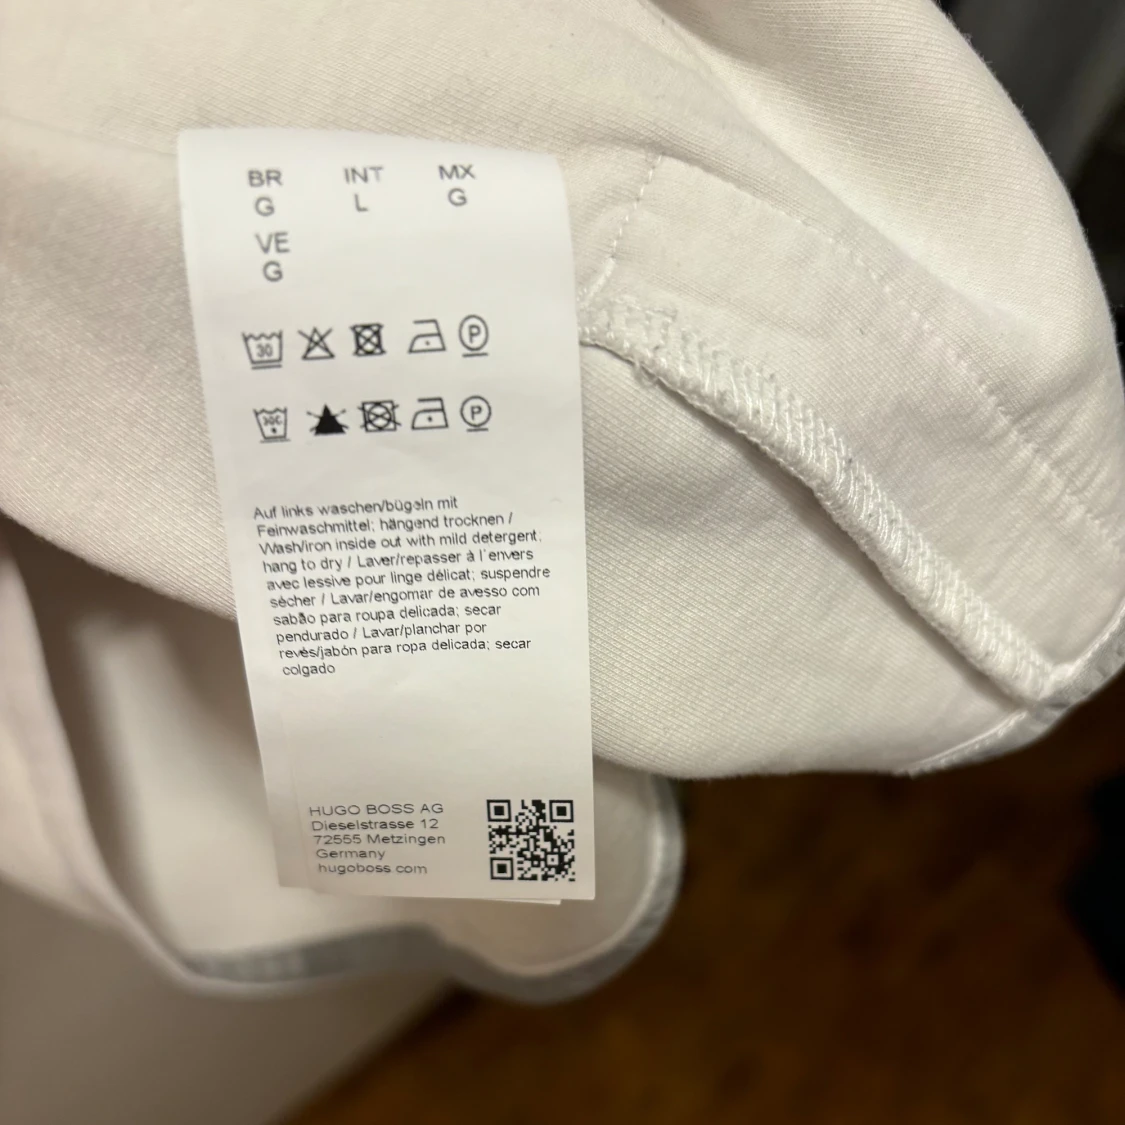 BR INT MX
G L G
VE
G
30 P
30C P
Auf links waschen/bügeln mit
Feinwaschmittel; hängend trocknen /
Wash/iron inside out with mild detergent;
hang to dry / Laver/repasser à l'envers
avec lessive pour linge délicat; suspendre
sécher / Lavar/engomar de avesso com
sabão para roupa delicada; secar
pendurado / Lavar/planchar por
revés/jabón para ropa delicada; secar
colgado
HUGO BOSS AG
Dieselstrasse 12
72555 Metzingen
Germany
hugoboss.com